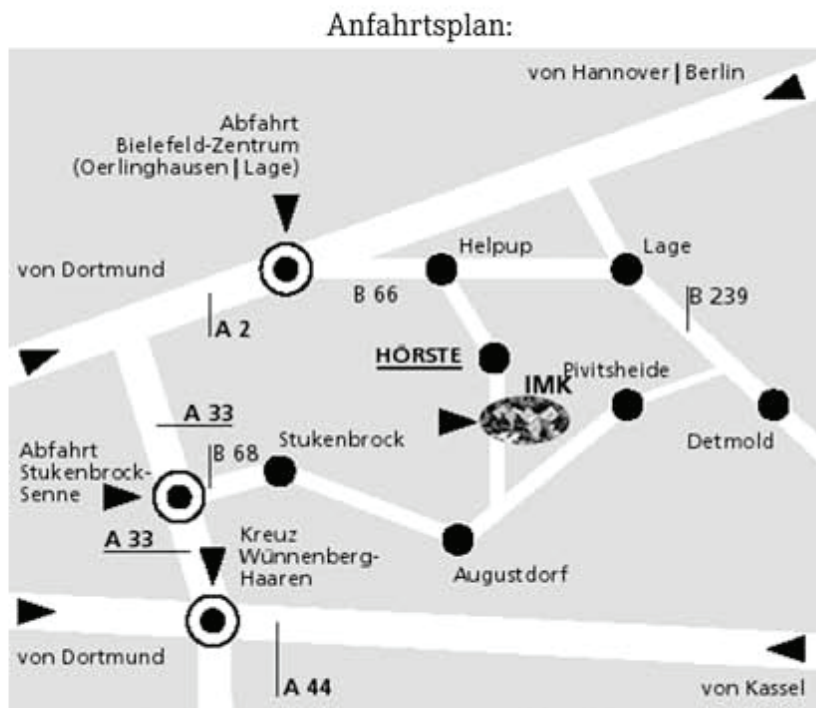 Anfahrtsplan:
von Hannover|Berlin
Abfahrt
Bielefeld-Zentrum
(Oerlinghausen|Lage)
Helpup
Lage
von Dortmund
B 66
B 239
A 2
HÖRSTE
IMK
Pivitsheide
A 33
Stukenbrock
Detmold
Abfahrt
Stukenbrock-
Senne
B 68
A 33
Kreuz
Wünnenberg-
Haaren
Augustdorf
von Dortmund
A 44
von Kassel